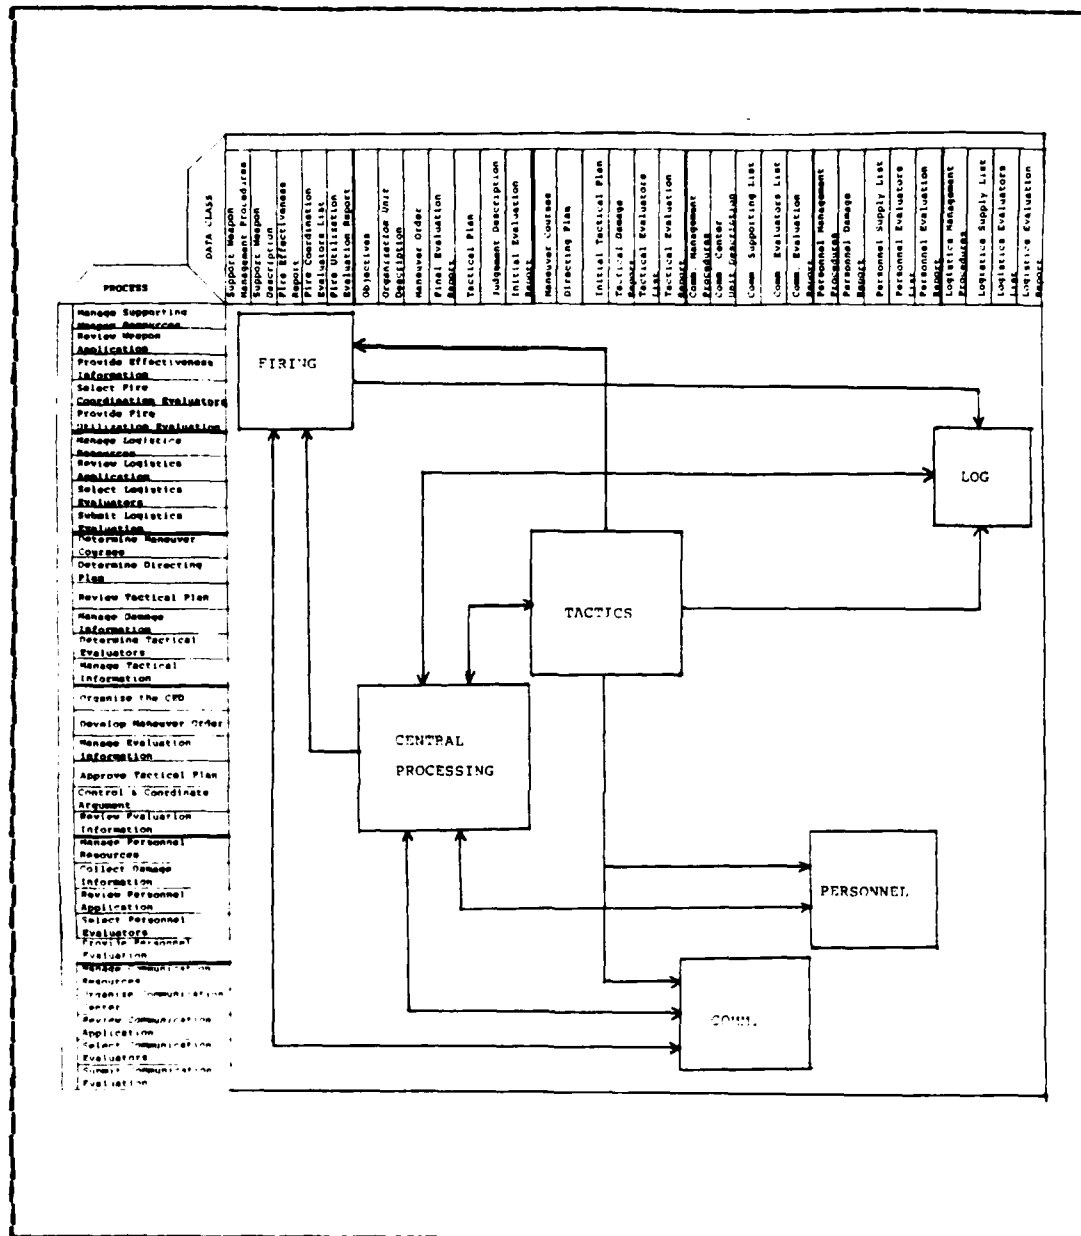 DATA CLASS
PROCESS
Support Weapon
Management Procedures
Support Weapon
Description
Fire Effectiveness
Report
Fire Coordination
Evaluators List
Fire Utilization
Evaluation Report
Objectives
Organization Unit
Description
Maneuver Order
Final Evaluation
Report
Tactical Plan
Judgement Description
Initial Evaluation
Report
Maneuver Courses
Directing Plan
Initial Tactical Plan
Tactical Damage
Report
Tactical Evaluators
List
Tactical Evaluation
Report
Comm. Management
Procedures
Comm. Center
Unit Description
Comm. Supporting List
Comm. Evaluators List
Comm. Evaluation
Report
Personnel Management
Procedures
Personnel Damage
Report
Personnel Supply List
Personnel Evaluators
List
Personnel Evaluation
Report
Logistics Management
Procedures
Logistics Supply List
Logistics Evaluators
List
Logistics Evaluation
Report
Manage Supporting
Weapon Resources
Review Weapon
Application
Provide Effectiveness
Information
Select Fire
Coordination Evaluators
Provide Fire
Utilization Evaluation
Manage Logistics
Resources
Review Logistics
Application
Select Logistics
Evaluators
Submit Logistics
Evaluation
Determine Maneuver
Courses
Determine Directing
Plan
Review Tactical Plan
Manage Damage
Information
Determine Tactical
Evaluators
Manage Tactical
Information
Organize the CPD
Develop Maneuver Order
Manage Evaluation
Information
Approve Tactical Plan
Control & Coordinate
Argument
Review Evaluation
Information
Manage Personnel
Resources
Collect Damage
Information
Review Personnel
Application
Select Personnel
Evaluators
Provide Personnel
Evaluation
Manage Communication
Resources
Organize Communication
Center
Review Communication
Application
Select Communication
Evaluators
Submit Communication
Evaluation
FIRING
LOG
TACTICS
CENTRAL
PROCESSING
PERSONNEL
COMM.